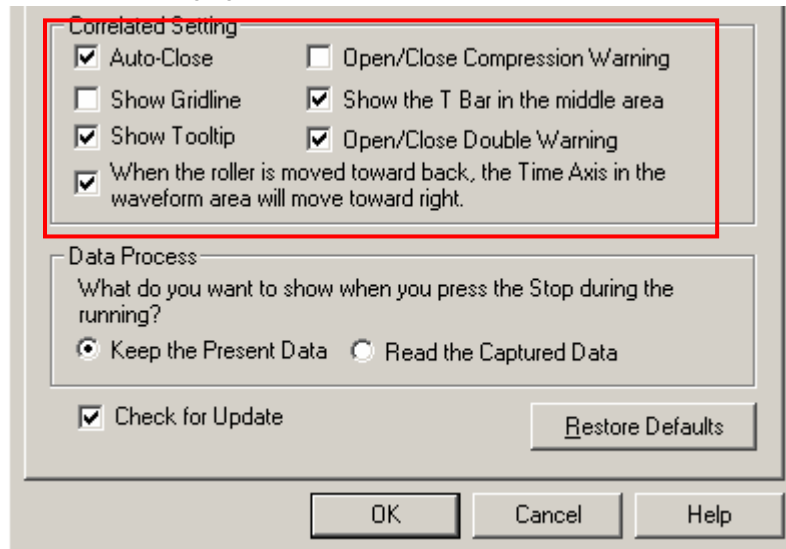 Correlated Setting
Auto-Close Open/Close Compression Warning
Show Gridline Show the T Bar in the middle area
Show Tooltip Open/Close Double Warning
When the roller is moved toward back, the Time Axis in the
waveform area will move toward right.
Data Process
What do you want to show when you press the Stop during the
running?
Keep the Present Data Read the Captured Data
Check for Update
Restore Defaults
OK Cancel Help